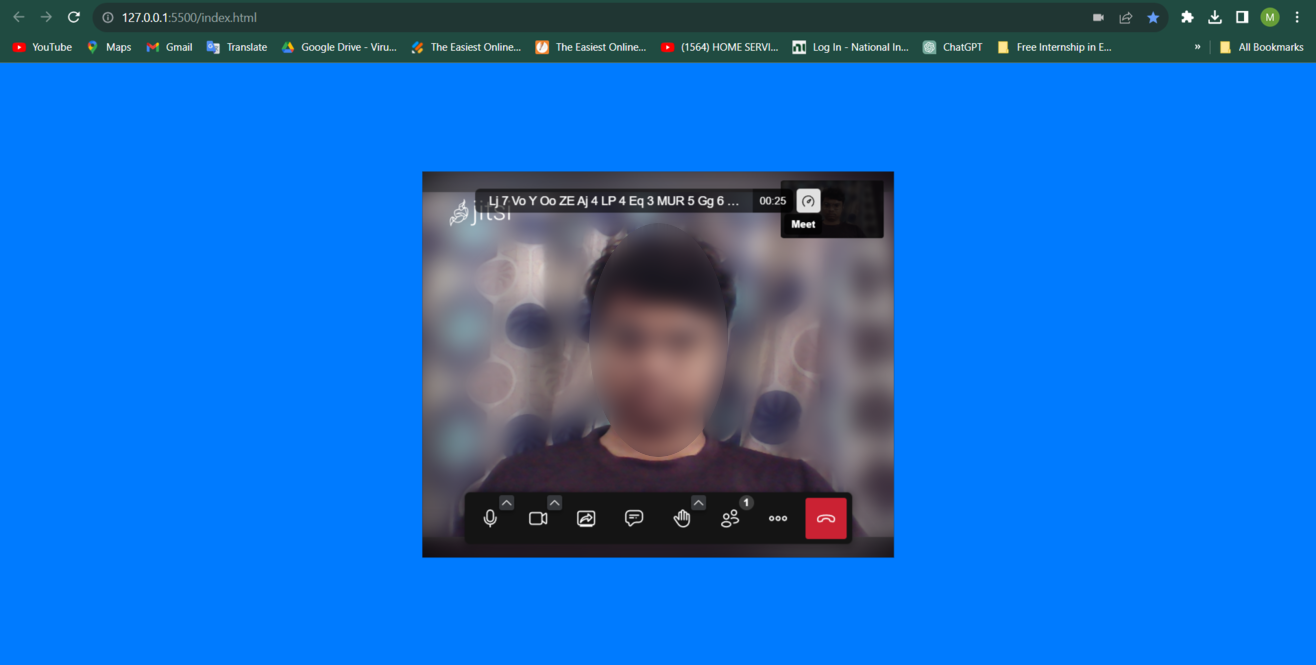 127.0.0.1:5500/index.html
M
YouTube Maps Gmail Translate Google Drive - Viru... The Easiest Online... The Easiest Online... (1564) HOME SERVI... Log In - National In... ChatGPT Free Internship in E... » All Bookmarks
Lj 7 Vo Y Oo ZE Aj 4 LP 4 Eq 3 MUR 5 Gg 6 ... 00:25
jitsi
Meet
1